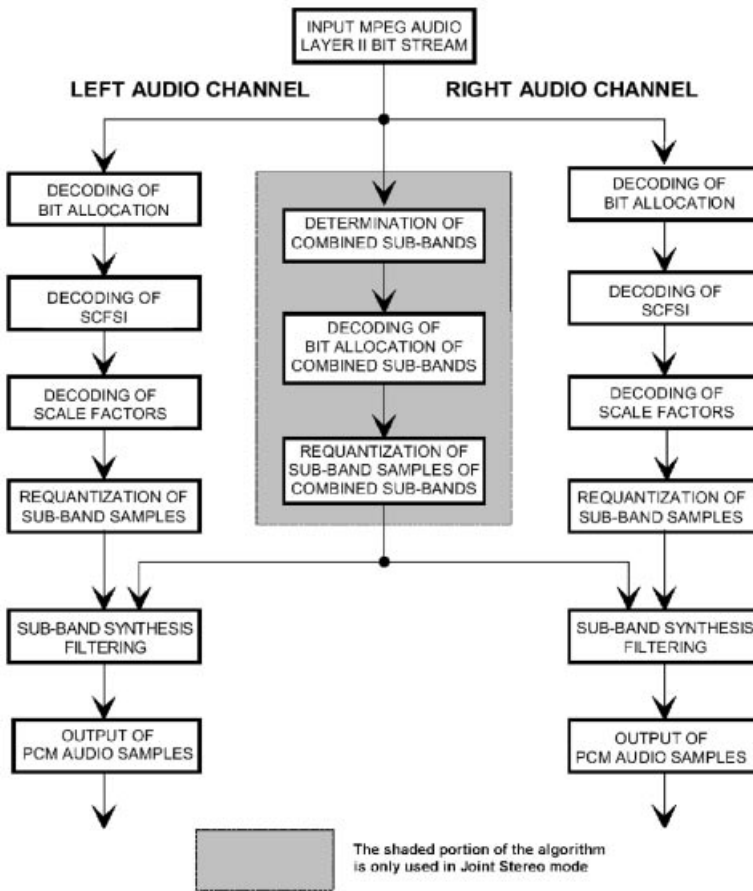 INPUT MPEG AUDIO
LAYER II BIT STREAM
LEFT AUDIO CHANNEL
RIGHT AUDIO CHANNEL
DECODING OF
BIT ALLOCATION
DECODING OF
SCFSI
DECODING OF
SCALE FACTORS
REQUANTIZATION OF
SUB-BAND SAMPLES
SUB-BAND SYNTHESIS
FILTERING
OUTPUT OF
PCM AUDIO SAMPLES
DETERMINATION OF
COMBINED SUB-BANDS
DECODING OF
BIT ALLOCATION OF
COMBINED SUB-BANDS
REQUANTIZATION OF
SUB-BAND SAMPLES OF
COMBINED SUB-BANDS
DECODING OF
BIT ALLOCATION
DECODING OF
SCFSI
DECODING OF
SCALE FACTORS
REQUANTIZATION OF
SUB-BAND SAMPLES
SUB-BAND SYNTHESIS
FILTERING
OUTPUT OF
PCM AUDIO SAMPLES
The shaded portion of the algorithm
is only used in Joint Stereo mode